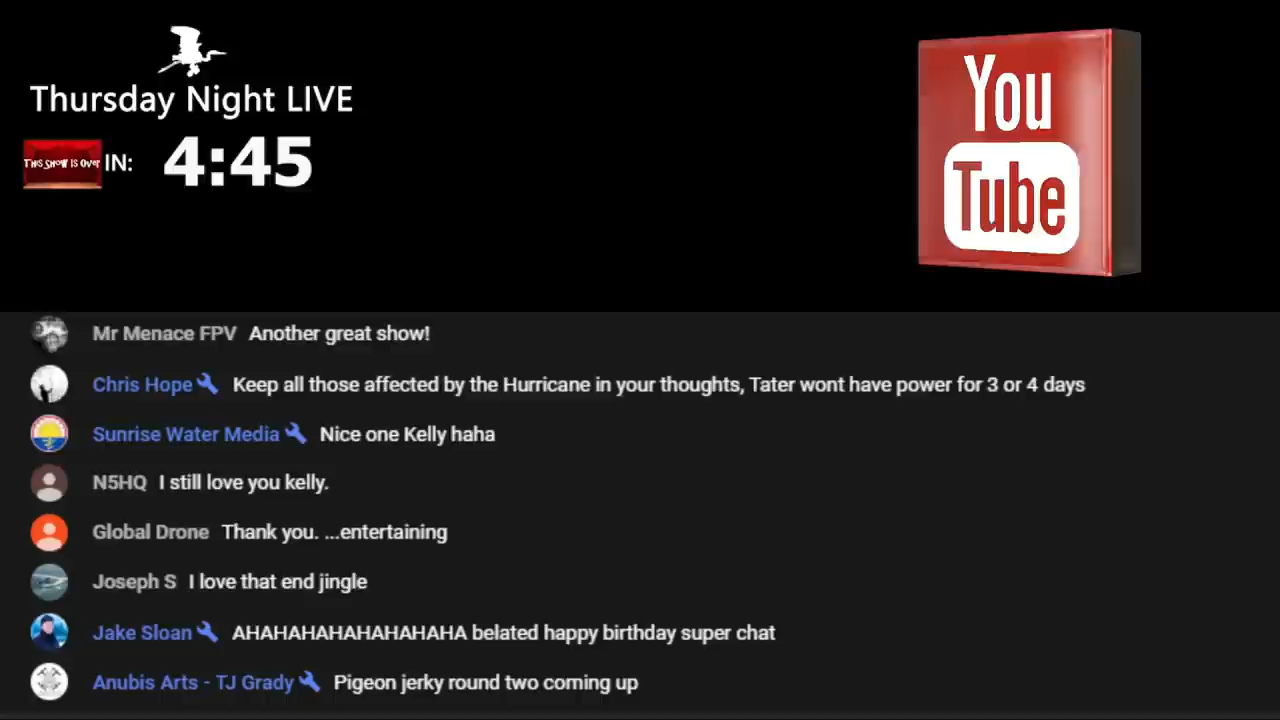 Thursday Night LIVE
THIS SHOW IS OVER IN: 4:45
You
Tube
Mr Menace FPV Another great show!
Chris Hope Keep all those affected by the Hurricane in your thoughts, Tater wont have power for 3 or 4 days
Sunrise Water Media Nice one Kelly haha
N5HQ I still love you kelly.
Global Drone Thank you. ...entertaining
Joseph S I love that end jingle
Jake Sloan AHAHAHAHAHAHAHAHA belated happy birthday super chat
Anubis Arts - TJ Grady Pigeon jerky round two coming up